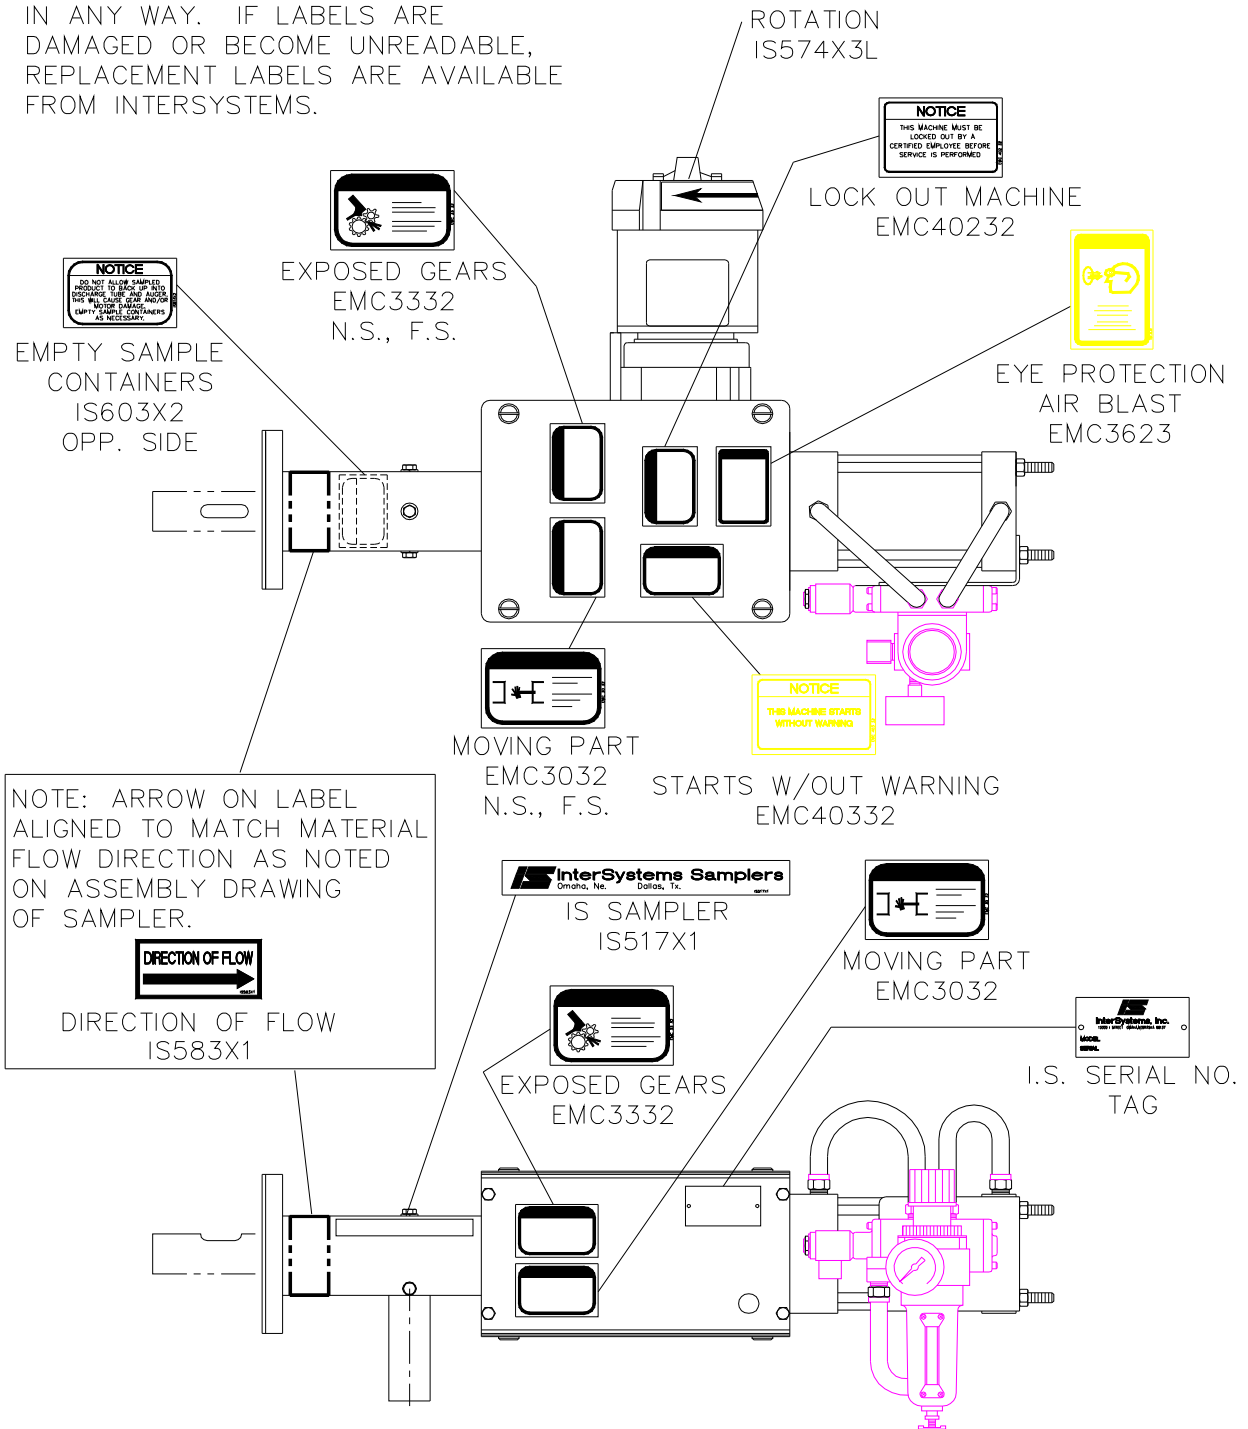 IN ANY WAY. IF LABELS ARE
DAMAGED OR BECOME UNREADABLE,
REPLACEMENT LABELS ARE AVAILABLE
FROM INTERSYSTEMS.
ROTATION
IS574X3L
NOTICE
THIS MACHINE MUST BE
LOCKED OUT BY A
CERTIFIED EMPLOYEE BEFORE
SERVICE IS PERFORMED
LOCK OUT MACHINE
EMC40232
EXPOSED GEARS
EMC3332
N.S., F.S.
NOTICE
DO NOT ALLOW SAMPLED
PRODUCT TO BACK UP INTO
DISCHARGE TUBE AND AUGER.
THIS WILL CAUSE GEAR AND/OR
MOTOR DAMAGE.
EMPTY SAMPLE CONTAINERS
AS NECESSARY.
EMPTY SAMPLE
CONTAINERS
IS603X2
OPP. SIDE
EYE PROTECTION
AIR BLAST
EMC3623
MOVING PART
EMC3032
N.S., F.S.
NOTICE
THIS MACHINE STARTS
WITHOUT WARNING
STARTS W/OUT WARNING
EMC40332
NOTE: ARROW ON LABEL
ALIGNED TO MATCH MATERIAL
FLOW DIRECTION AS NOTED
ON ASSEMBLY DRAWING
OF SAMPLER.
DIRECTION OF FLOW
IS583X1
DIRECTION OF FLOW
IS583X1
IS InterSystems Samplers
Omaha, Ne. Dallas, Tx.
IS517X1
IS SAMPLER
IS517X1
MOVING PART
EMC3032
EXPOSED GEARS
EMC3332
IS
InterSystems, Inc.
MODEL
SERIAL
I.S. SERIAL NO.
TAG